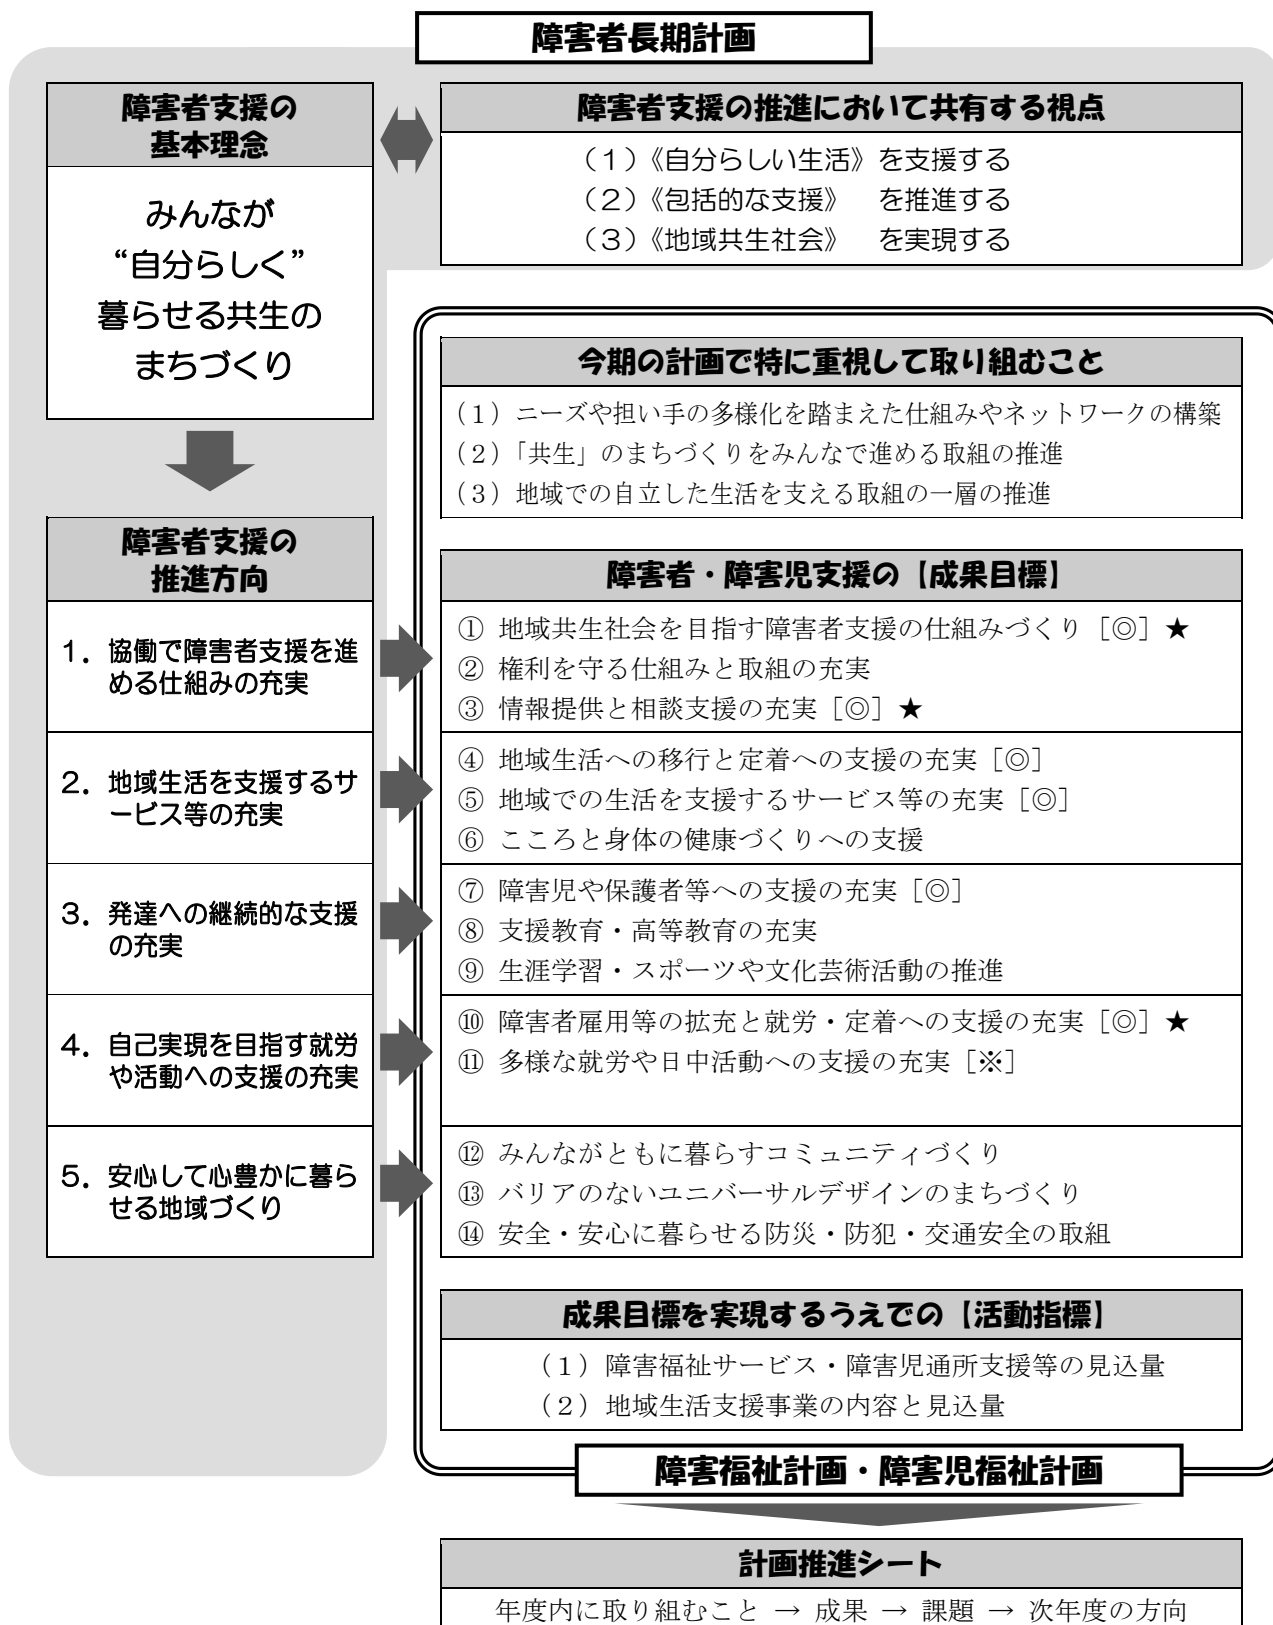 障害者長期計画
障害者支援の
基本理念
みんなが
“自分らしく”
暮らせる共生の
まちづくり
障害者支援の推進において共有する視点
（１）《自分らしい生活》を支援する
（２）《包括的な支援》　を推進する
（３）《地域共生社会》　を実現する
今期の計画で特に重視して取り組むこと
（１）ニーズや担い手の多様化を踏まえた仕組みやネットワークの構築
（２）「共生」のまちづくりをみんなで進める取組の推進
（３）地域での自立した生活を支える取組の一層の推進
障害者支援の
推進方向
障害者・障害児支援の【成果目標】
１．協働で障害者支援を進
める仕組みの充実
① 地域共生社会を目指す障害者支援の仕組みづくり［◎］★
② 権利を守る仕組みと取組の充実
③ 情報提供と相談支援の充実［◎］★
２．地域生活を支援するサ
ービス等の充実
④ 地域生活への移行と定着への支援の充実［◎］
⑤ 地域での生活を支援するサービス等の充実［◎］
⑥ こころと身体の健康づくりへの支援
３．発達への継続的な支援
の充実
⑦ 障害児や保護者等への支援の充実［◎］
⑧ 支援教育・高等教育の充実
⑨ 生涯学習・スポーツや文化芸術活動の推進
４．自己実現を目指す就労
や活動への支援の充実
⑩ 障害者雇用等の拡充と就労・定着への支援の充実［◎］★
⑪ 多様な就労や日中活動への支援の充実［※］
５．安心して心豊かに暮ら
せる地域づくり
⑫ みんながともに暮らすコミュニティづくり
⑬ バリアのないユニバーサルデザインのまちづくり
⑭ 安全・安心に暮らせる防災・防犯・交通安全の取組
成果目標を実現するうえでの【活動指標】
（１）障害福祉サービス・障害児通所支援等の見込量
（２）地域生活支援事業の内容と見込量
障害福祉計画・障害児福祉計画
計画推進シート
年度内に取り組むこと → 成果 → 課題 → 次年度の方向